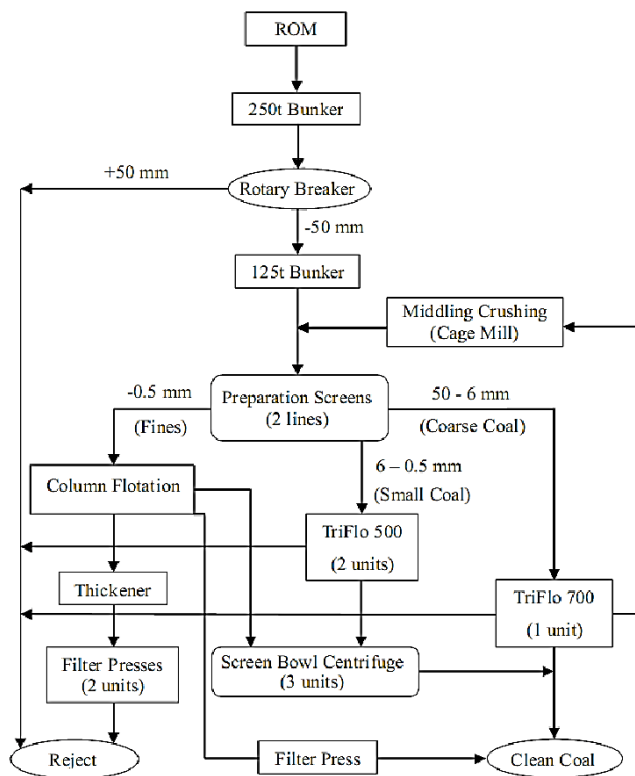 ROM
250t Bunker
+50 mm
Rotary Breaker
-50 mm
125t Bunker
Middling Crushing
(Cage Mill)
-0.5 mm
(Fines)
Preparation Screens
(2 lines)
50 - 6 mm
(Coarse Coal)
Column Flotation
6 – 0.5 mm
(Small Coal)
TriFlo 500
(2 units)
Thickener
TriFlo 700
(1 unit)
Filter Presses
(2 units)
Screen Bowl Centrifuge
(3 units)
Reject
Filter Press
Clean Coal